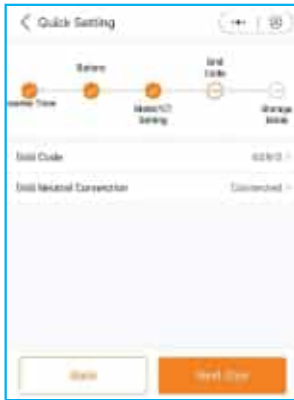 Quick Setting
Battery
Grid
Code
Time
Meter/CT
Setting
Storage
Mode
Grid Code
Grid Neutral Connection
Connected
Back
Next Step